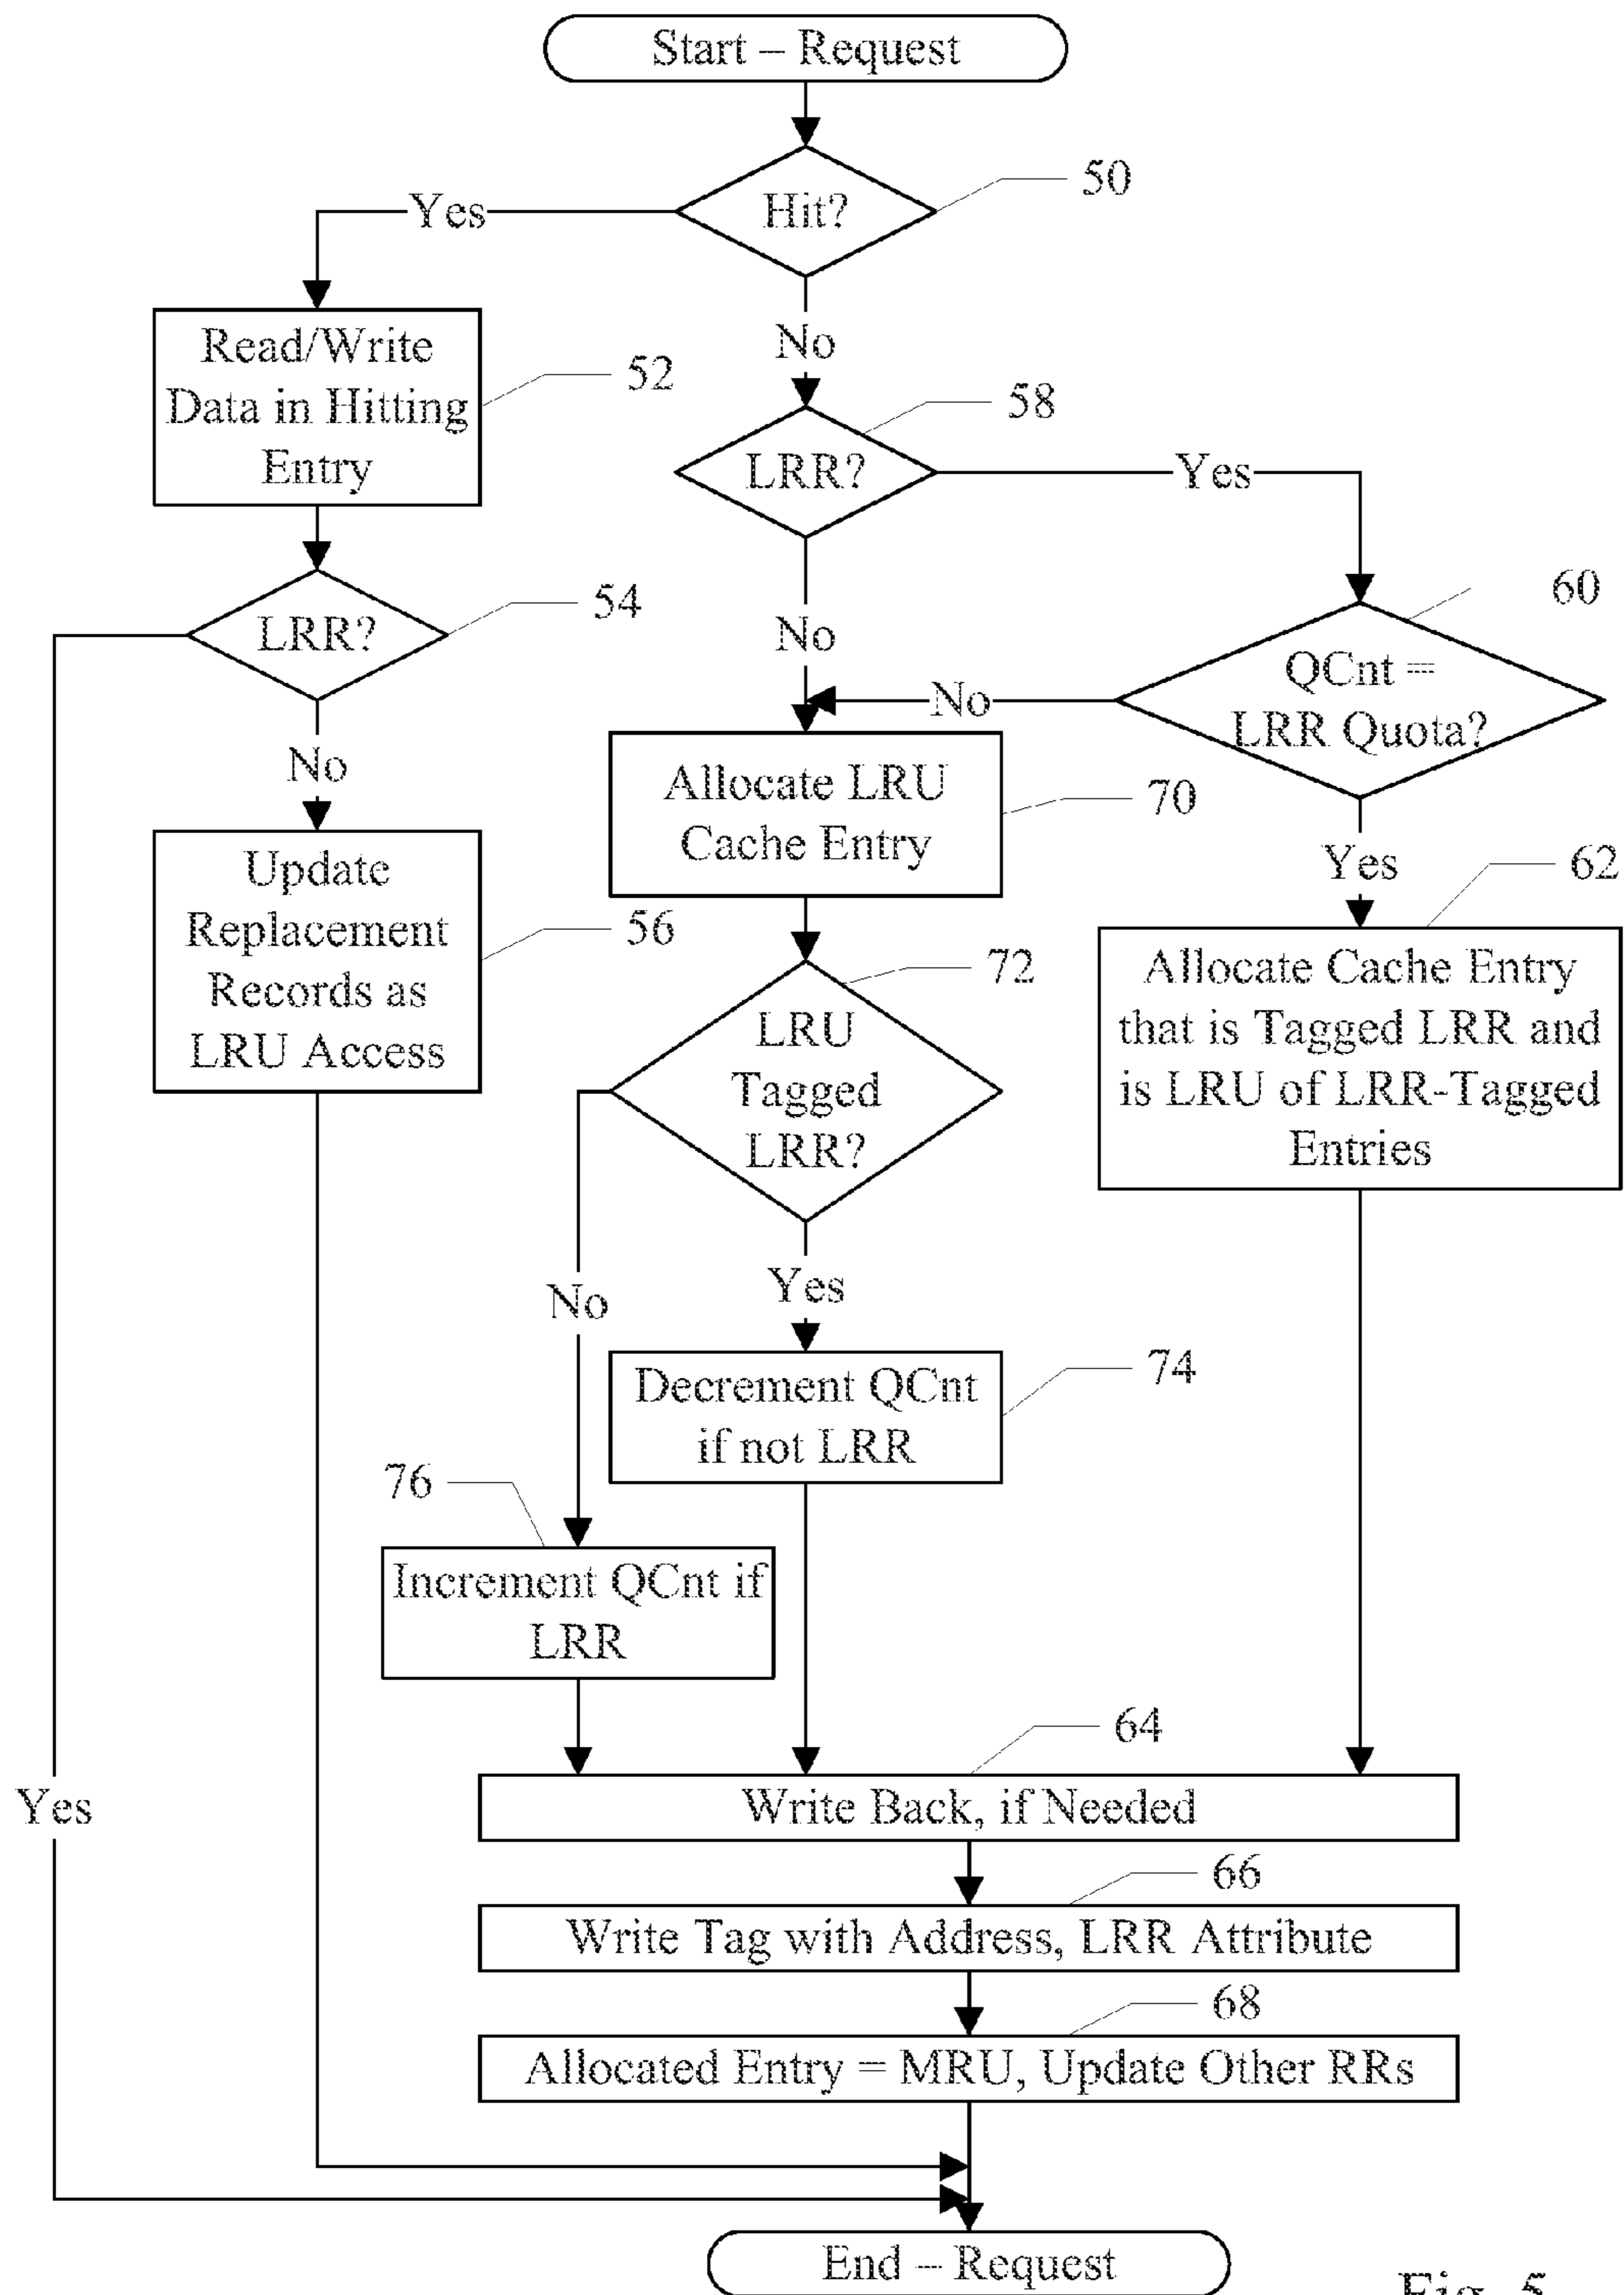 Start – Request
Hit?
50
Yes
No
Read/Write
Data in Hitting
Entry
52
LRR?
58
Yes
LRR?
54
No
QCnt =
LRR Quota?
60
No
No
Allocate LRU
Cache Entry
70
Yes
Update
Replacement
Records as
LRU Access
56
Allocate Cache Entry
that is Tagged LRR and
is LRU of LRR-Tagged
Entries
62
LRU
Tagged
LRR?
72
No
Yes
Decrement QCnt
if not LRR
74
76
Increment QCnt if
LRR
64
Yes
Write Back, if Needed
66
Write Tag with Address, LRR Attribute
68
Allocated Entry = MRU, Update Other RRs
End – Request
Fig. 5